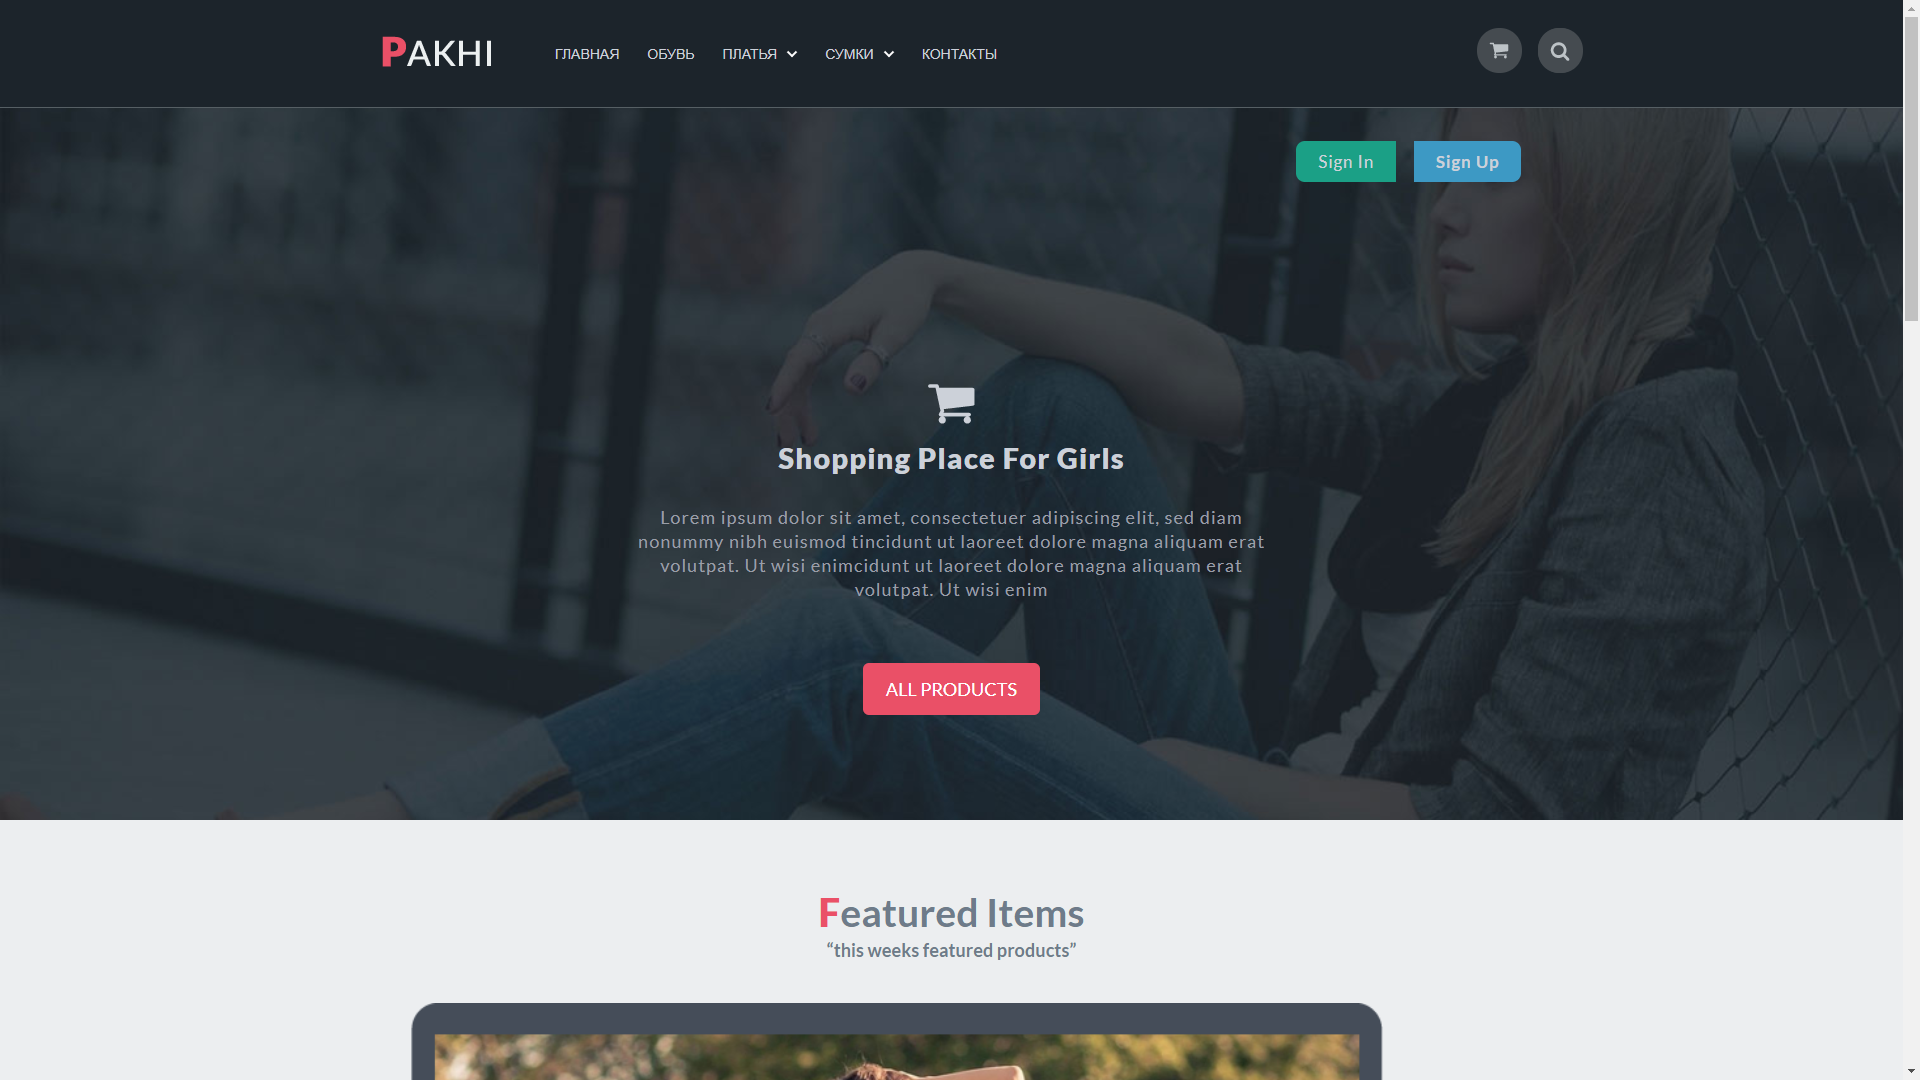 PAKHI
ГЛАВНАЯ ОБУВЬ ПЛАТЬЯ СУМКИ КОНТАКТЫ
Sign In Sign Up
Shopping Place For Girls
Lorem ipsum dolor sit amet, consectetuer adipiscing elit, sed diam
nonummy nibh euismod tincidunt ut laoreet dolore magna aliquam erat
volutpat. Ut wisi enimcidunt ut laoreet dolore magna aliquam erat
volutpat. Ut wisi enim
ALL PRODUCTS
Featured Items
“this weeks featured products”